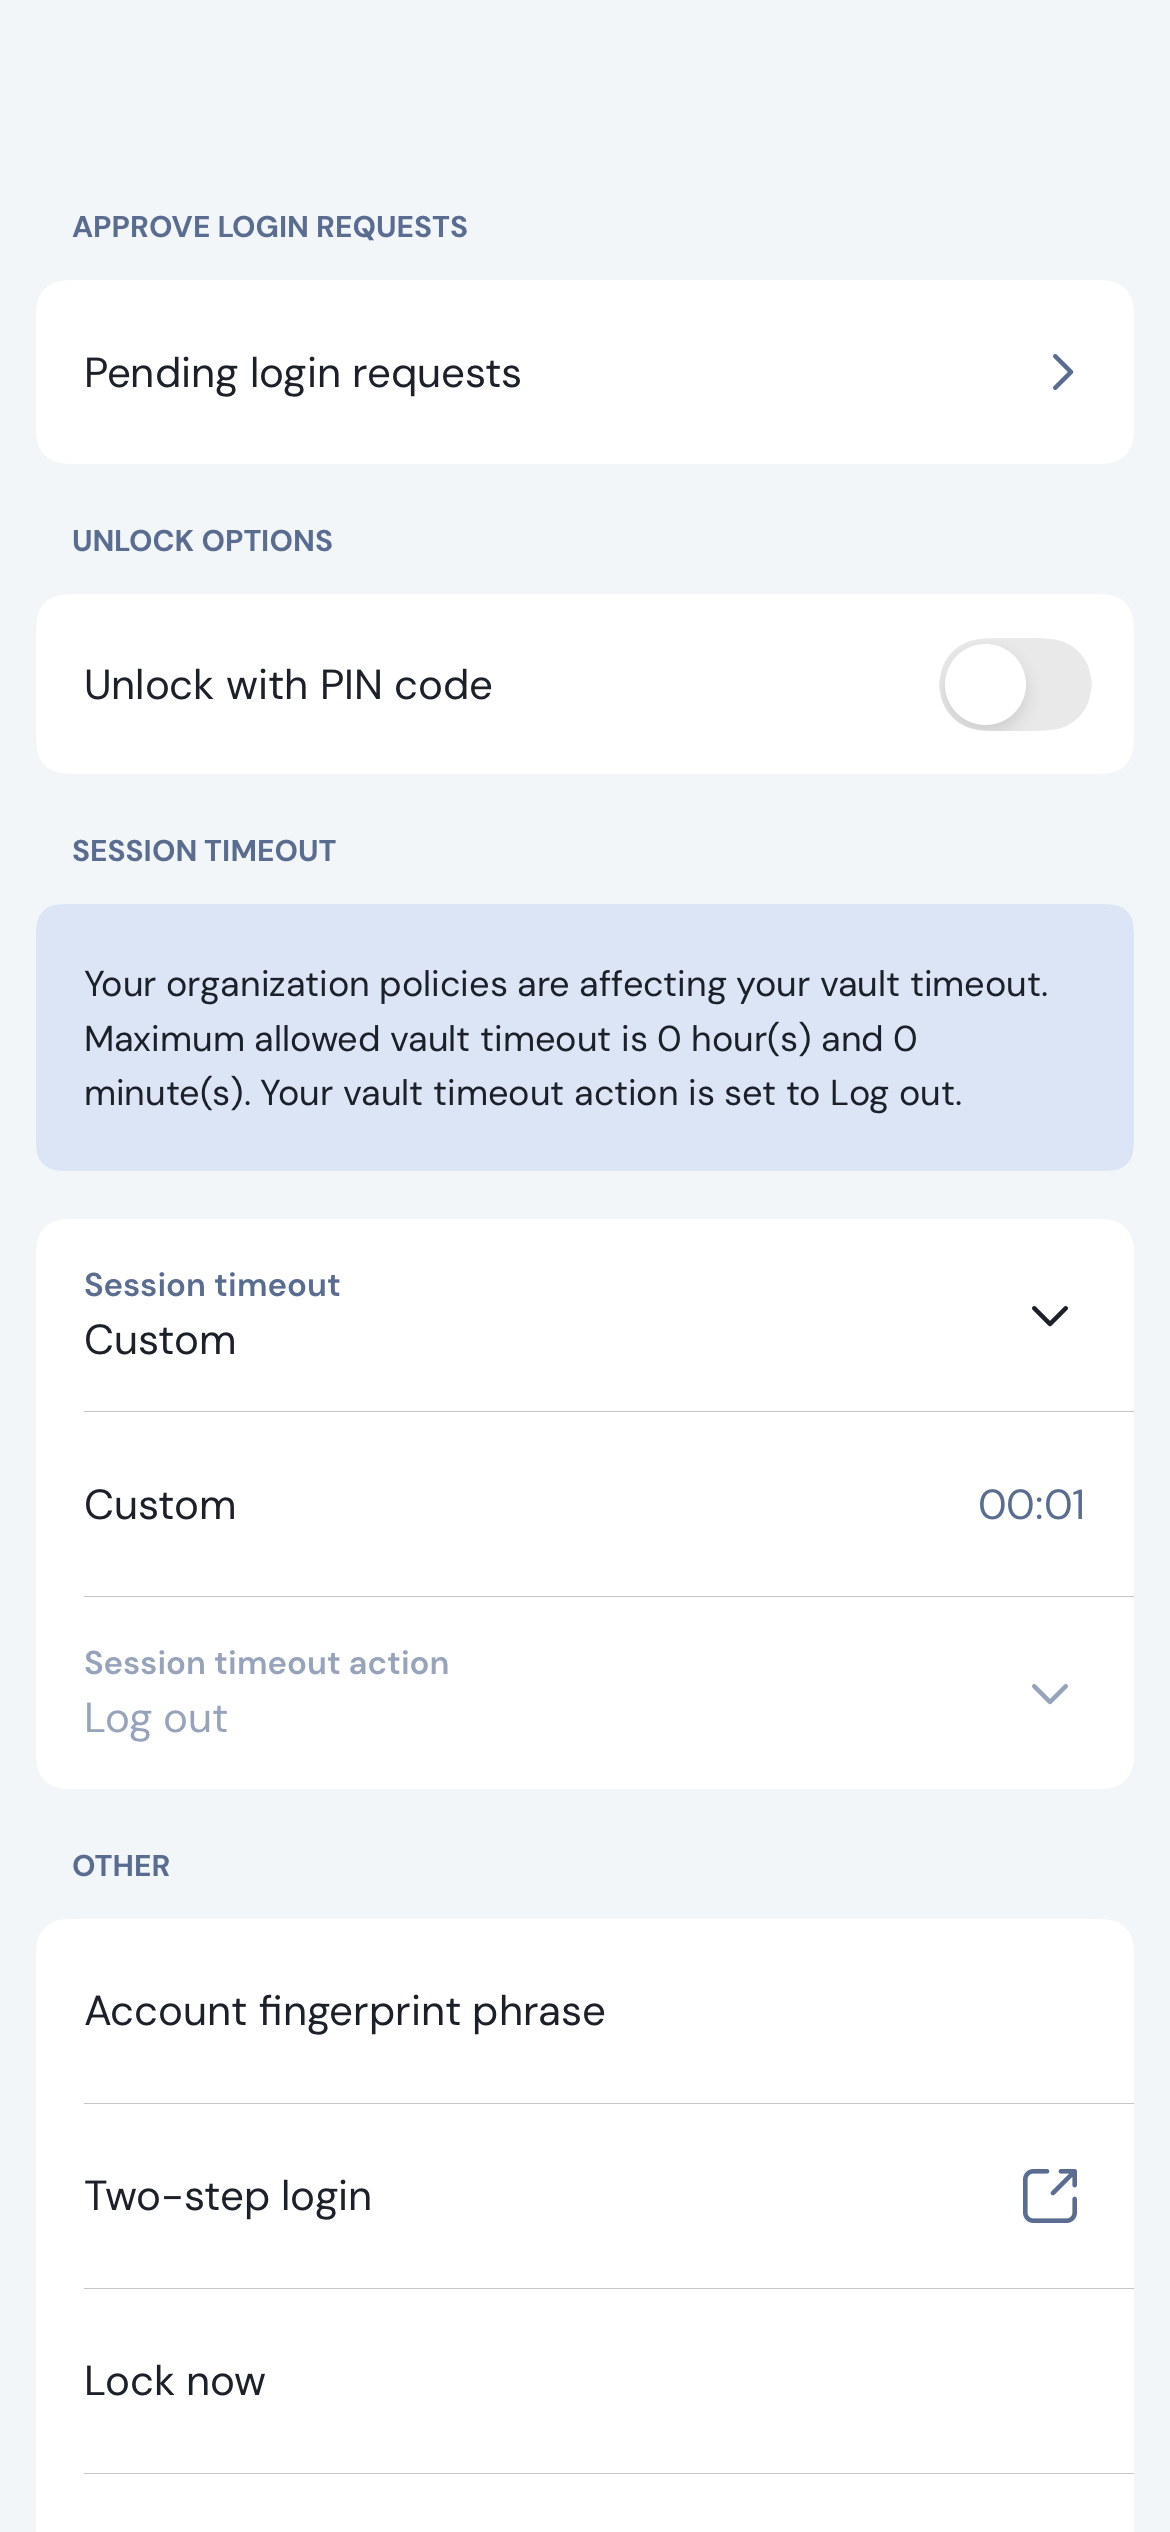 APPROVE LOGIN REQUESTS
Pending login requests
UNLOCK OPTIONS
Unlock with PIN code
SESSION TIMEOUT
Your organization policies are affecting your vault timeout.
Maximum allowed vault timeout is 0 hour(s) and 0
minute(s). Your vault timeout action is set to Log out.
Session timeout
Custom
Custom 00:01
Session timeout action
Log out
OTHER
Account fingerprint phrase
Two-step login
Lock now